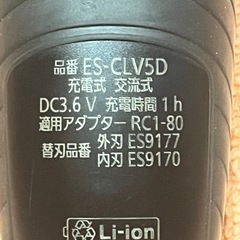 品番 ES-CLV5D
充電式 交流式
DC3.6 V 充電時間 1 h
適用アダプター RC1-80
替刃品番 外刃 ES9177
内刃 ES9170
Li-ion